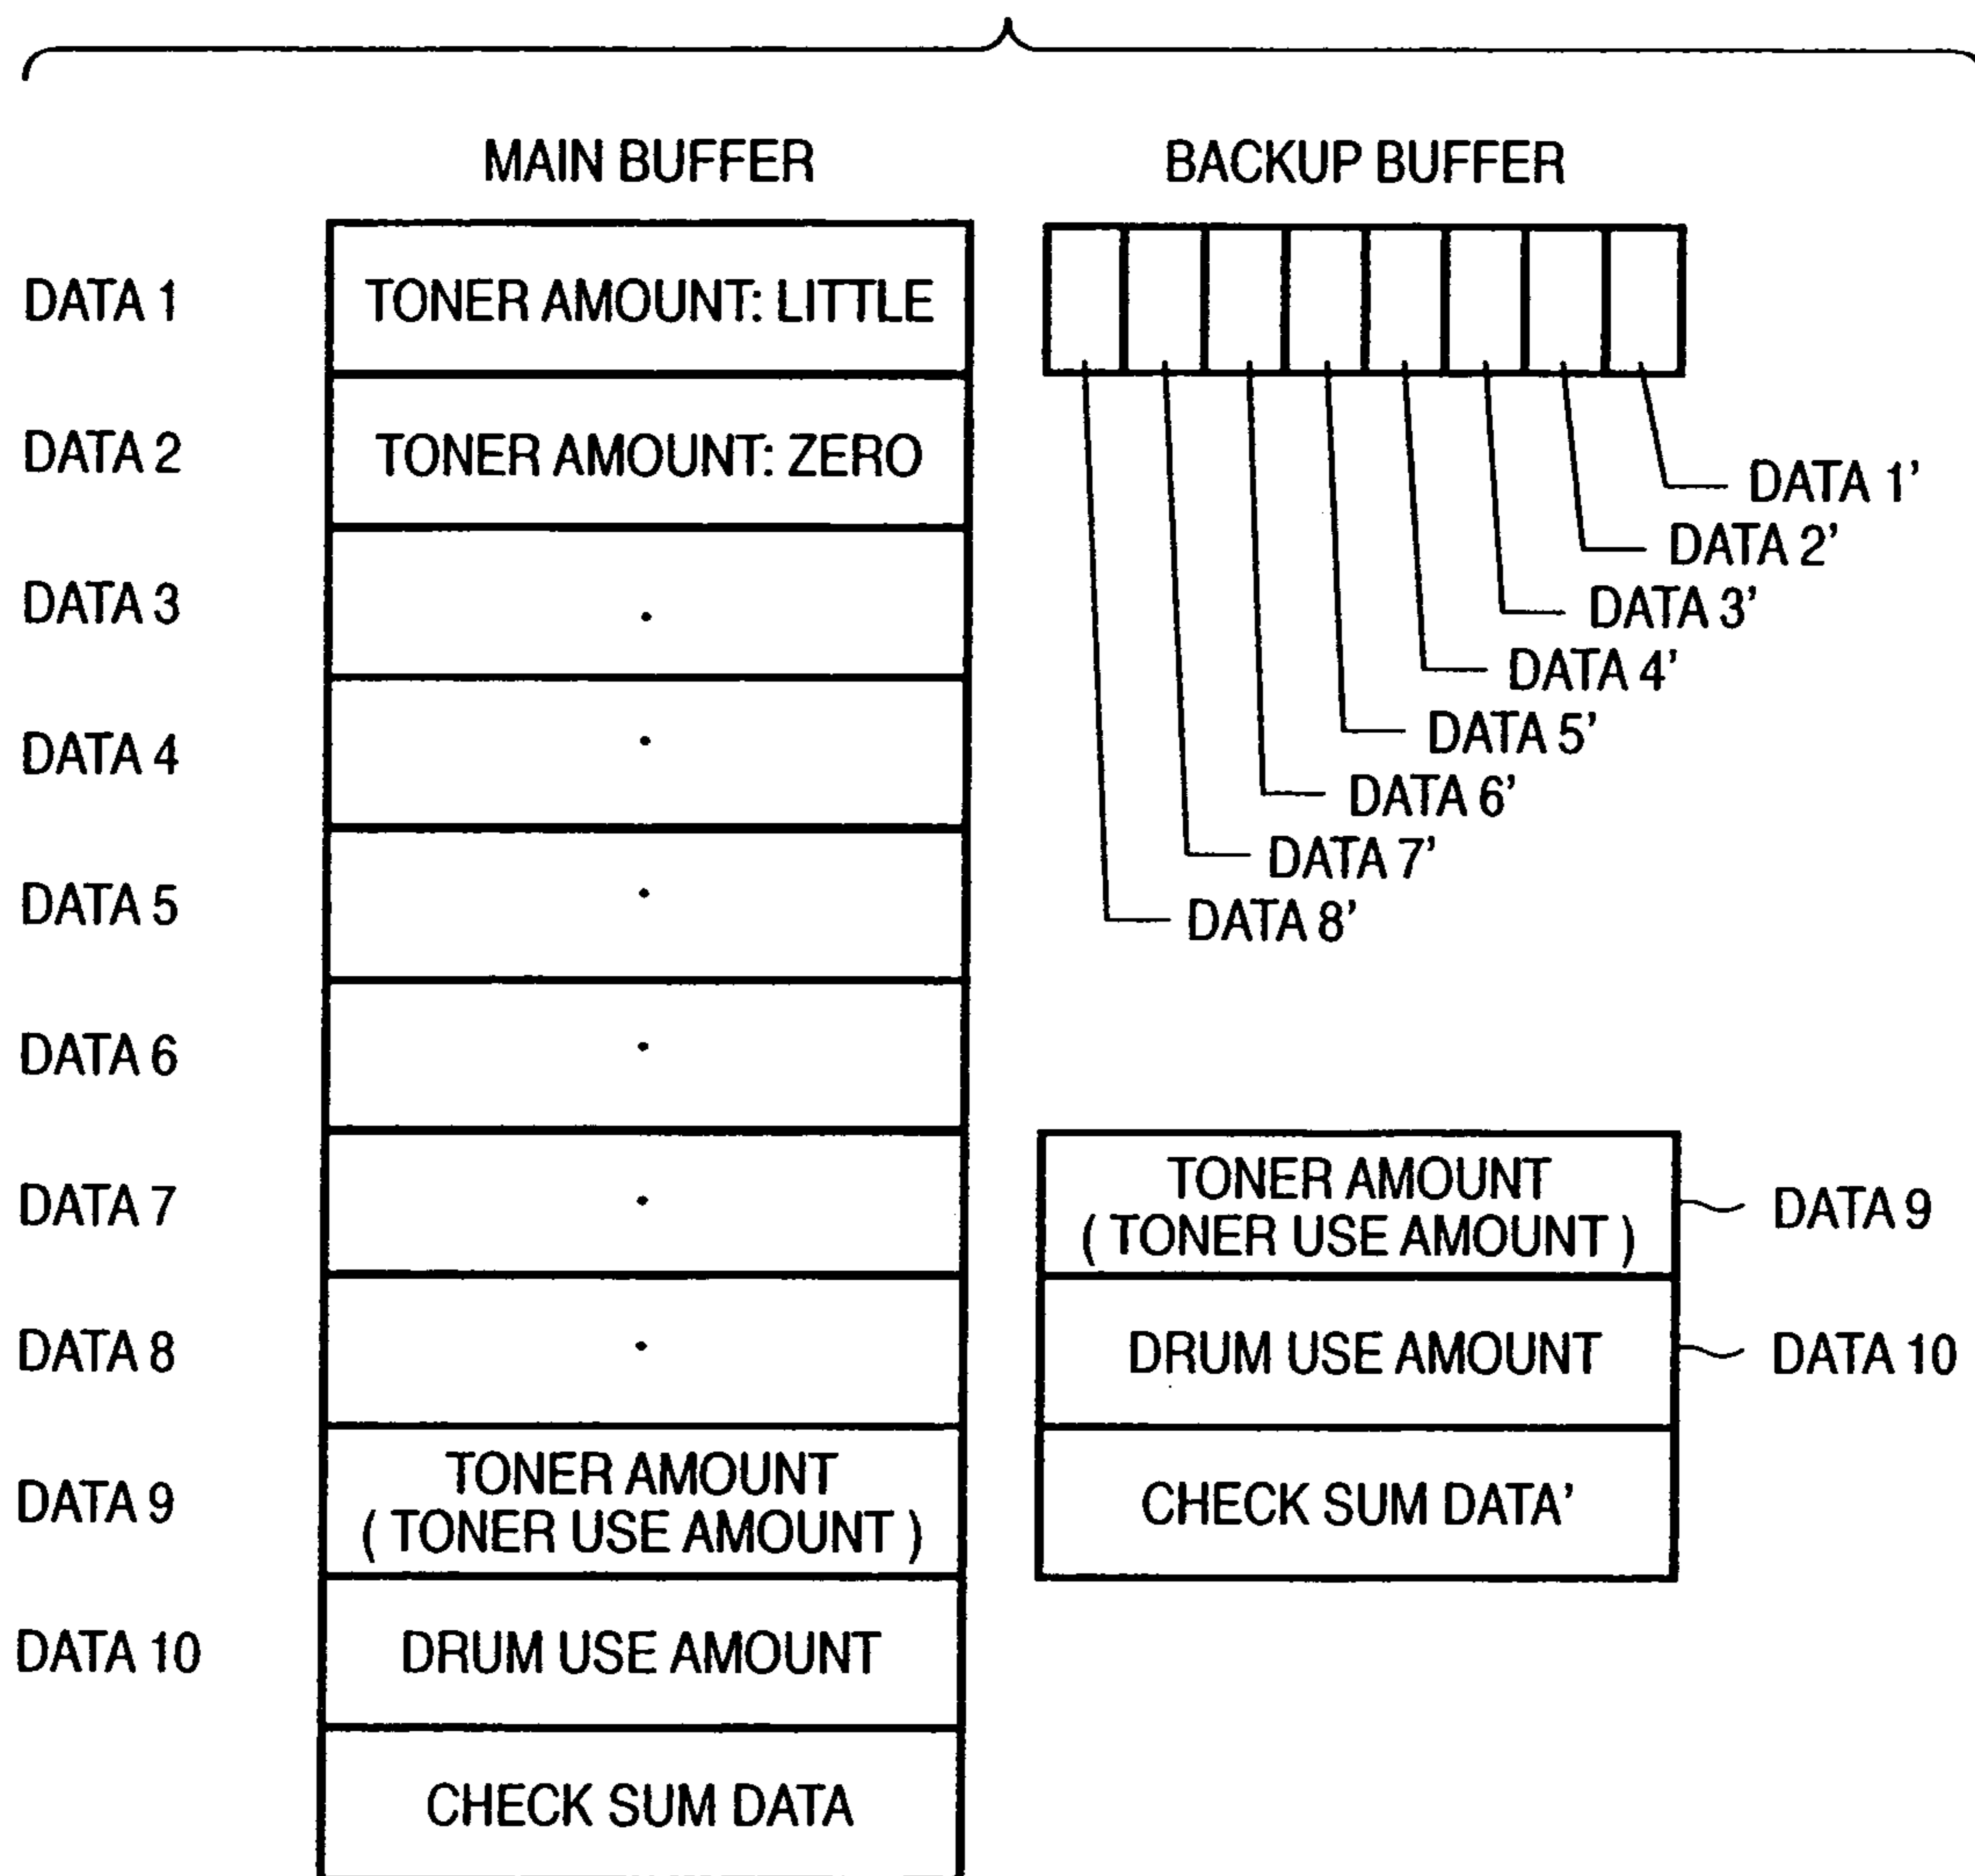 MAIN BUFFER
BACKUP BUFFER
DATA 1
TONER AMOUNT: LITTLE
DATA 2
TONER AMOUNT: ZERO
DATA 3
DATA 4
DATA 5
DATA 6
DATA 7
DATA 8
DATA 9
TONER AMOUNT
( TONER USE AMOUNT )
DATA 10
DRUM USE AMOUNT
CHECK SUM DATA
DATA 1'
DATA 2'
DATA 3'
DATA 4'
DATA 5'
DATA 6'
DATA 7'
DATA 8'
TONER AMOUNT
( TONER USE AMOUNT )
DATA 9
DRUM USE AMOUNT
DATA 10
CHECK SUM DATA'